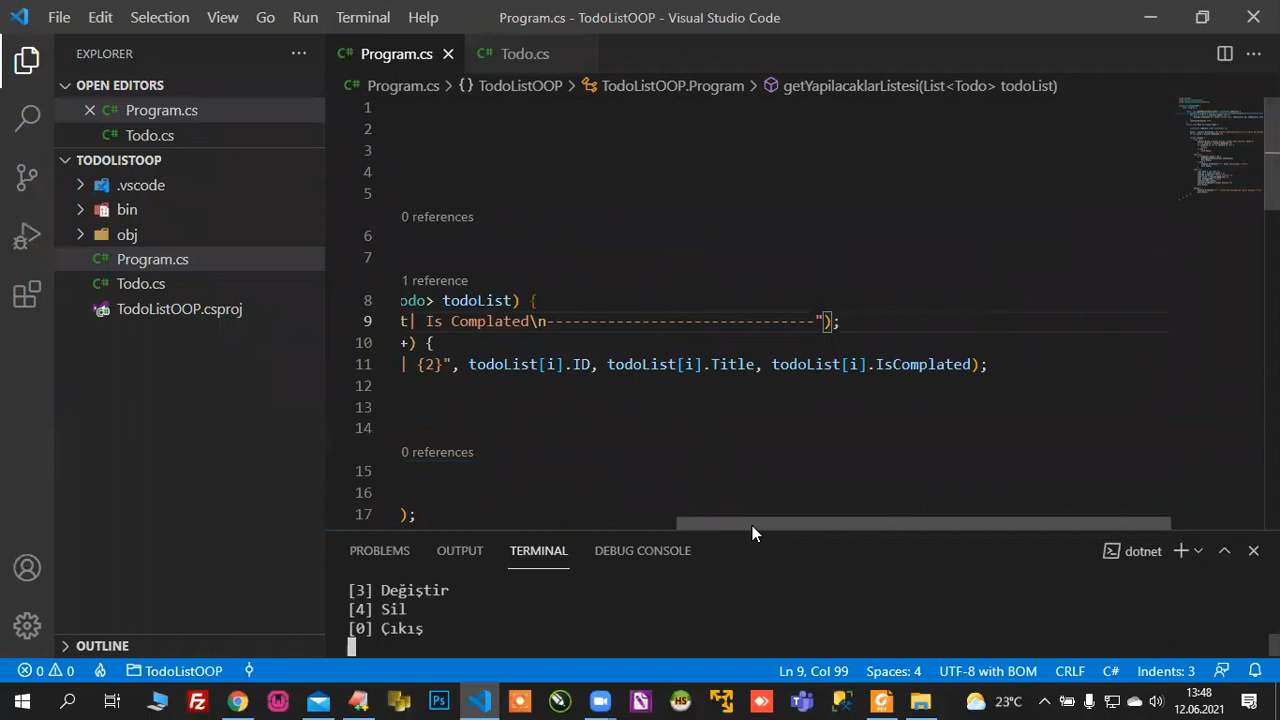 File Edit Selection View Go Run Terminal Help Program.cs - TodoListOOP - Visual Studio Code
EXPLORER
OPEN EDITORS
Program.cs
Todo.cs
TODOLISTOOP
.vscode
bin
obj
C# Program.cs
C# Todo.cs
TodoListOOP.csproj
OUTLINE
C# Program.cs
C# Todo.cs
C# Program.cs > {} TodoListOOP > TodoListOOP.Program > getYapilacaklarListesi(List<Todo> todoList)
1
2
3
4
5
0 references
6
7
1 reference
8 odo> todoList) {
9 t| Is Complated\n-------------------------------");
10 +) {
11 | {2}", todoList[i].ID, todoList[i].Title, todoList[i].IsComplated);
12
13
14
0 references
15
16
17 );
PROBLEMS OUTPUT TERMINAL DEBUG CONSOLE
dotnet
[3] Değiştir
[4] Sil
[0] Çıkış
0 0 TodoListOOP Ln 9, Col 99 Spaces: 4 UTF-8 with BOM CRLF C# Indents: 3
Ps HS 23°C 13:48
12.06.2021